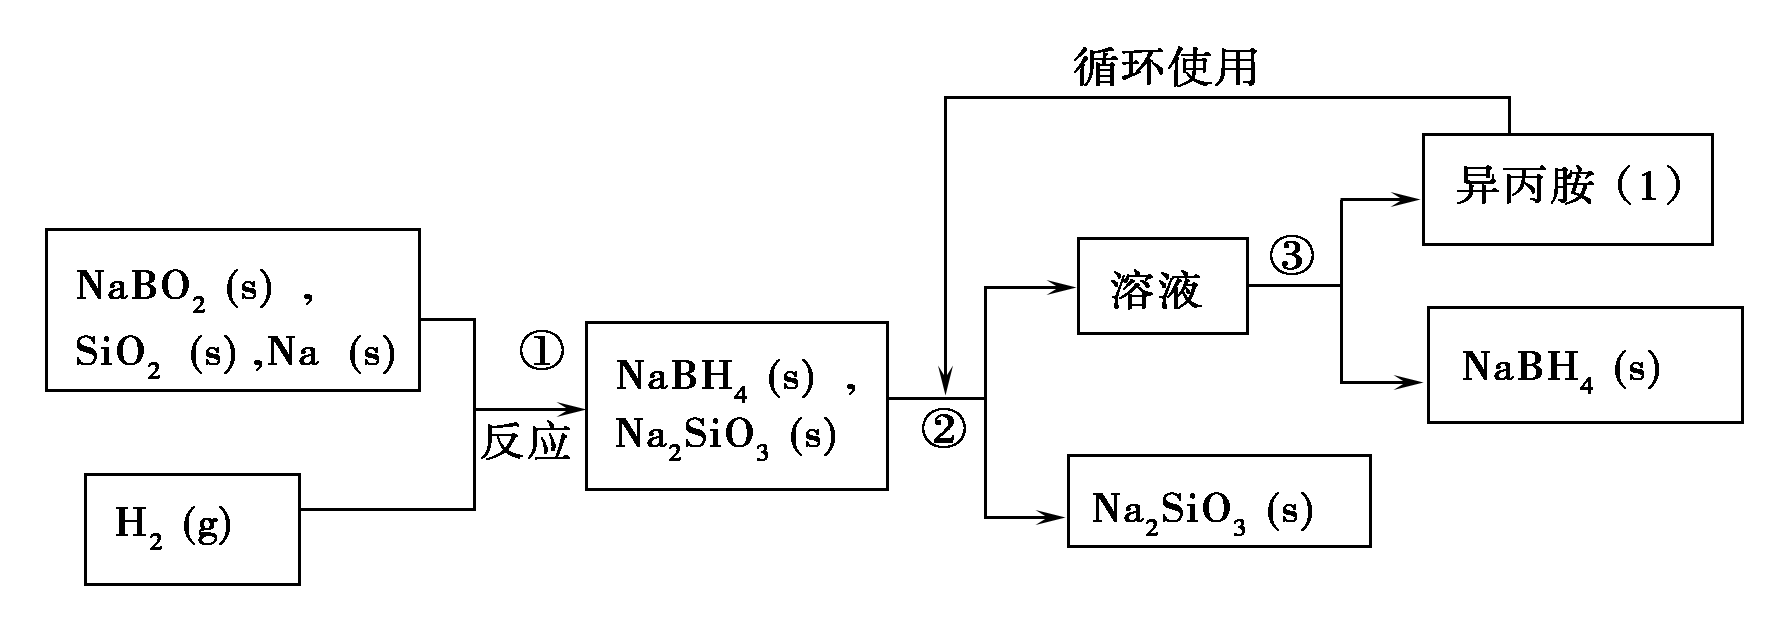 循环使用
异丙胺（1）
NaBO₂ (s) ,
SiO₂ (s) ,Na (s)
①
反应
H₂ (g)
NaBH₄ (s) ,
Na₂SiO₃ (s)
②
溶液
③
NaBH₄ (s)
Na₂SiO₃ (s)